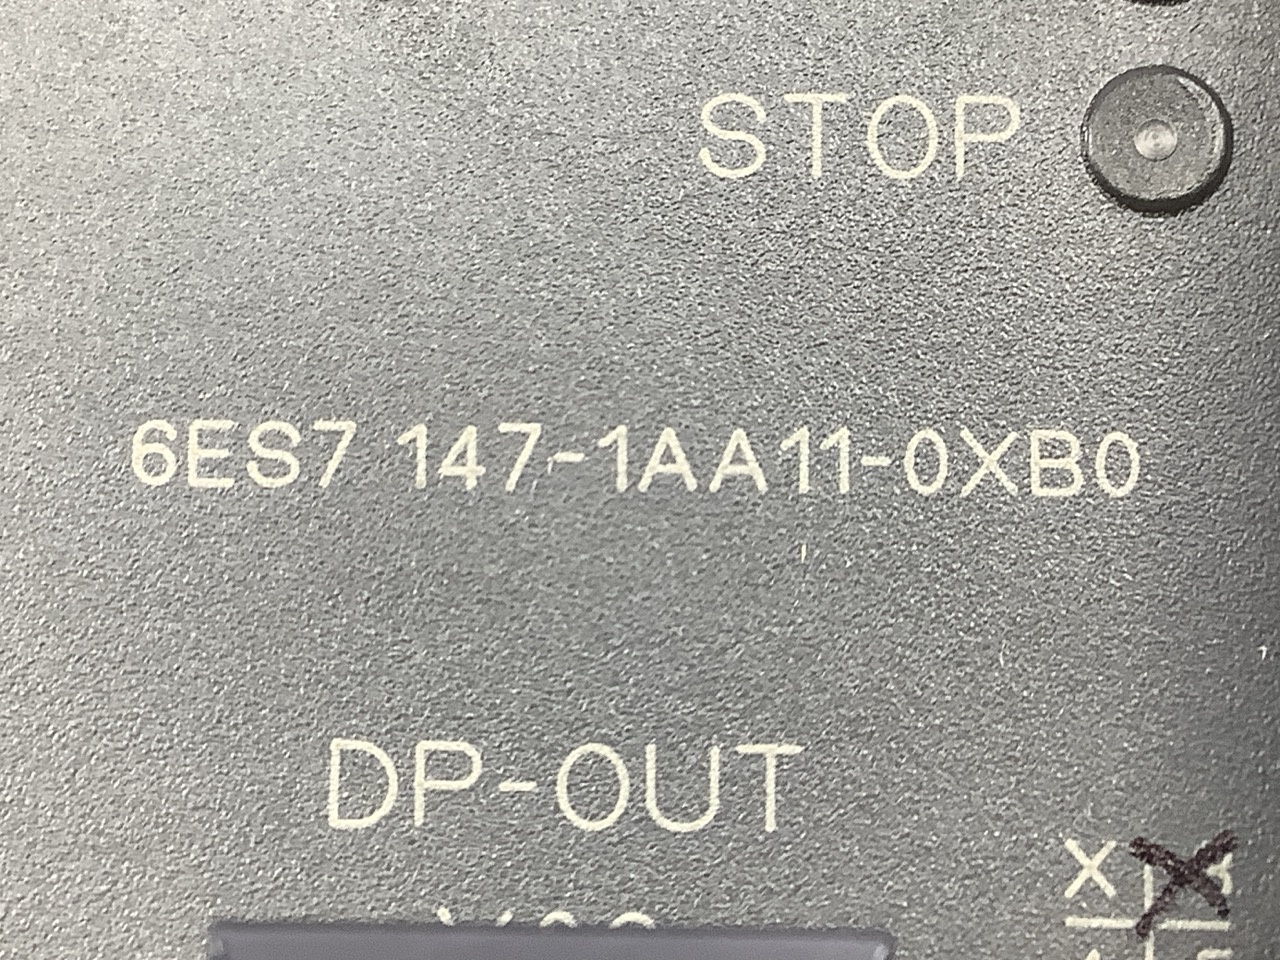 STOP
6ES7 147-1AA11-0XB0
DP-OUT
X